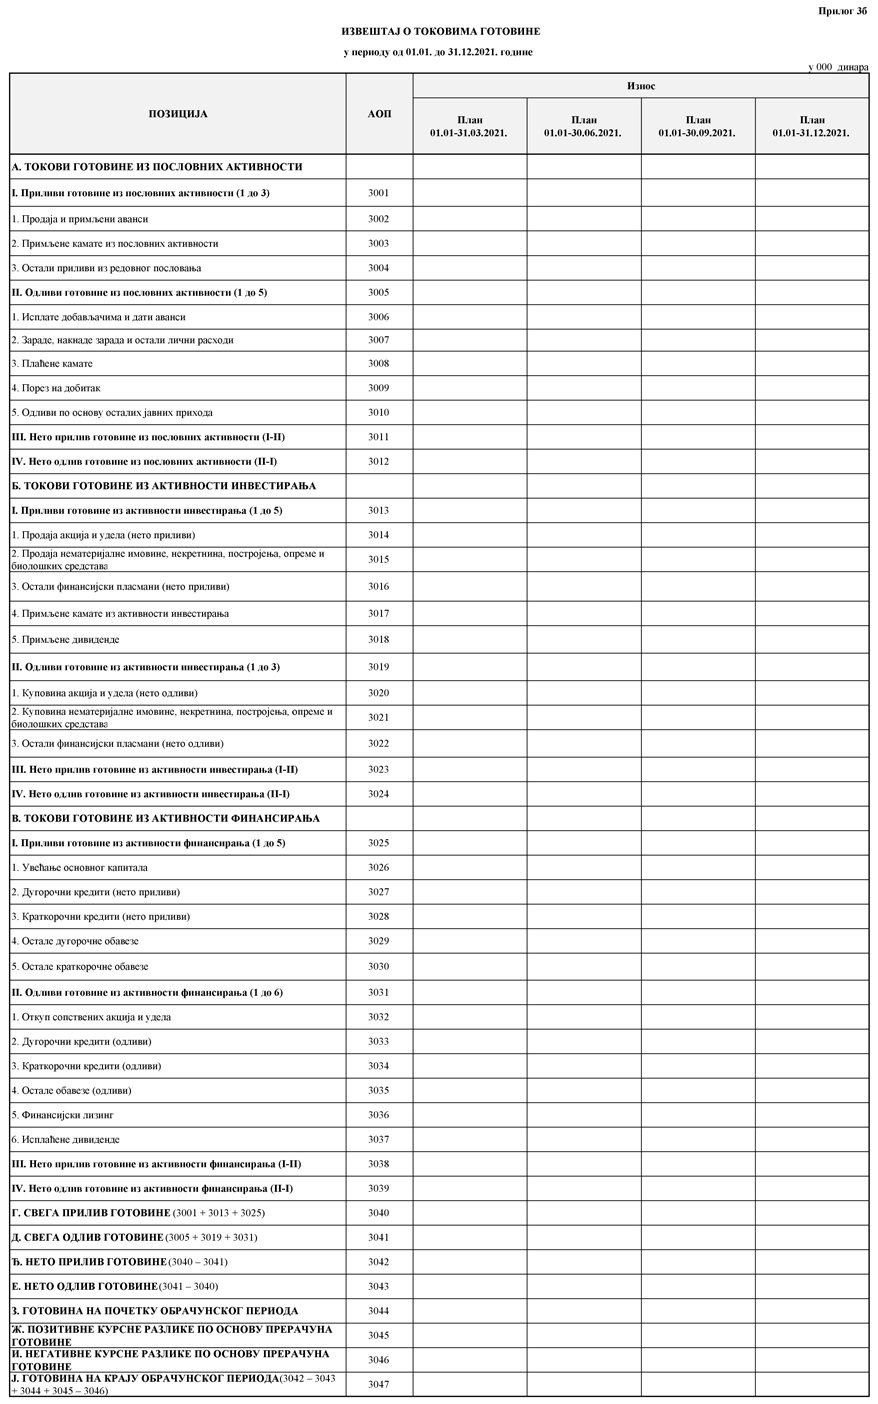 Прилог 3б
ИЗВЕШТАЈ О ТОКОВИМА ГОТОВИНЕ
у периоду од 01.01. до 31.12.2021. године
у 000 динара
ПОЗИЦИЈА АОП Износ
План 01.01-31.03.2021. План 01.01-30.06.2021. План 01.01-30.09.2021. План 01.01-31.12.2021.
А. ТОКОВИ ГОТОВИНЕ ИЗ ПОСЛОВНИХ АКТИВНОСТИ
I. Приливи готовине из пословних активности (1 до 3) 3001
1. Продаја и примљени аванси 3002
2. Примљене камате из пословних активности 3003
3. Остали приливи из редовног пословања 3004
II. Одливи готовине из пословних активности (1 до 5) 3005
1. Исплате добављачима и дати аванси 3006
2. Зараде, накнаде зарада и остали лични расходи 3007
3. Плаћене камате 3008
4. Порез на добитак 3009
5. Одливи по основу осталих јавних прихода 3010
III. Нето прилив готовине из пословних активности (I-II) 3011
IV. Нето одлив готовине из пословних активности (II-I) 3012
Б. ТОКОВИ ГОТОВИНЕ ИЗ АКТИВНОСТИ ИНВЕСТИРАЊА
I. Приливи готовине из активности инвестирања (1 до 5) 3013
1. Продаја акција и удела (нето приливи) 3014
2. Продаја нематеријалне имовине, некретнина, постројења, опреме и
биолошких средстава 3015
3. Остали финансијски пласмани (нето приливи) 3016
4. Примљене камате из активности инвестирања 3017
5. Примљене дивиденде 3018
II. Одливи готовине из активности инвестирања (1 до 3) 3019
1. Куповина акција и удела (нето одливи) 3020
2. Куповина нематеријалне имовине, некретнина, постројења, опреме и
биолошких средстава 3021
3. Остали финансијски пласмани (нето одливи) 3022
III. Нето прилив готовине из активности инвестирања (I-II) 3023
IV. Нето одлив готовине из активности инвестирања (II-I) 3024
В. ТОКОВИ ГОТОВИНЕ ИЗ АКТИВНОСТИ ФИНАНСИРАЊА
I. Приливи готовине из активности финансирања (1 до 5) 3025
1. Увећање основног капитала 3026
2. Дугорочни кредити (нето приливи) 3027
3. Краткорочни кредити (нето приливи) 3028
4. Остале дугорочне обавезе 3029
5. Остале краткорочне обавезе 3030
II. Одливи готовине из активности финансирања (1 до 6) 3031
1. Откуп сопствених акција и удела 3032
2. Дугорочни кредити (одливи) 3033
3. Краткорочни кредити (одливи) 3034
4. Остале обавезе (одливи) 3035
5. Финансијски лизинг 3036
6. Исплаћене дивиденде 3037
III. Нето прилив готовине из активности финансирања (I-II) 3038
IV. Нето одлив готовине из активности финансирања (II-I) 3039
Г. СВЕГА ПРИЛИВ ГОТОВИНЕ (3001 + 3013 + 3025) 3040
Д. СВЕГА ОДЛИВ ГОТОВИНЕ (3005 + 3019 + 3031) 3041
Ђ. НЕТО ПРИЛИВ ГОТОВИНЕ (3040 – 3041) 3042
Е. НЕТО ОДЛИВ ГОТОВИНЕ (3041 – 3040) 3043
З. ГОТОВИНА НА ПОЧЕТКУ ОБРАЧУНСКОГ ПЕРИОДА 3044
Ж. ПОЗИТИВНЕ КУРСНЕ РАЗЛИКЕ ПО ОСНОВУ ПРЕРАЧУНА
ГОТОВИНЕ 3045
И. НЕГАТИВНЕ КУРСНЕ РАЗЛИКЕ ПО ОСНОВУ ПРЕРАЧУНА
ГОТОВИНЕ 3046
Ј. ГОТОВИНА НА КРАЈУ ОБРАЧУНСКОГ ПЕРИОДА (3042 – 3043
+ 3044 + 3045 – 3046) 3047